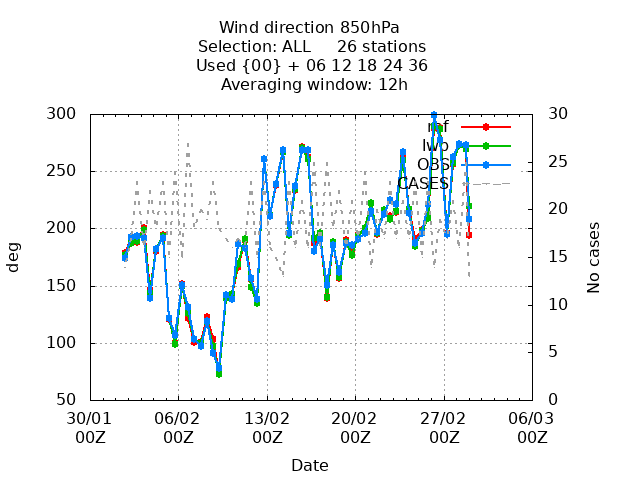 Wind direction 850hPa
Selection: ALL 26 stations
Used {00} + 06 12 18 24 36
Averaging window: 12h
300
250
200
150
100
50
deg
30
25
20
15
10
5
0
No cases
ref
lwp
OBS
CASES
30/01 06/02 13/02 20/02 27/02 06/03
00Z 00Z 00Z 00Z 00Z 00Z
Date